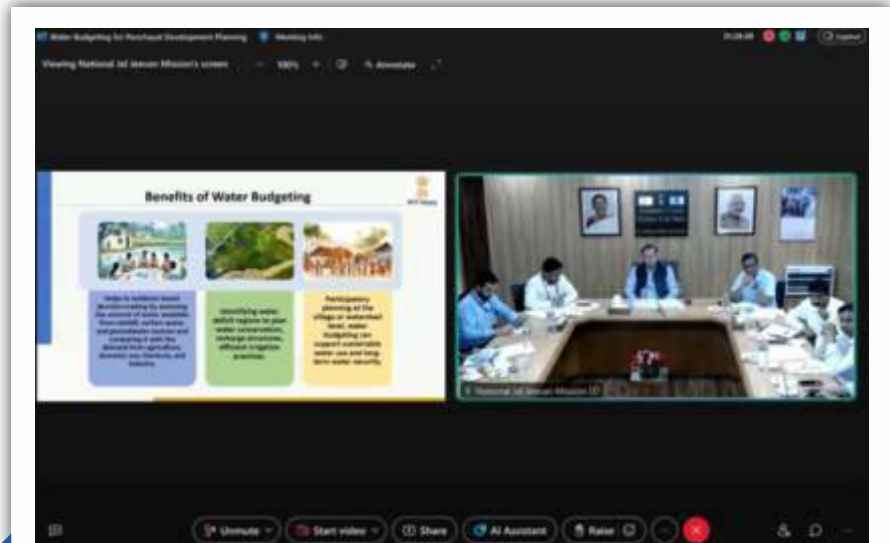 Water Budgeting for Panchayat Development Planning Meeting Info
Viewing National Jal Jeevan Mission's screen 100% + Annotate
Benefits of Water Budgeting
Helps in evidence-based
decision-making by assessing
the amount of water available
from rainfall, surface water,
and groundwater sources and
comparing it with the
demand from agriculture,
domestic use, livestock, and
industry.
Identifying water
deficit regions to plan
water conservation,
recharge structures,
efficient irrigation
practices.
Participatory
planning at the
village or watershed
level, water
budgeting can
support sustainable
water use and long-
term water security.
National Jal Jeevan Mission
Unmute Start video Share AI Assistant Raise